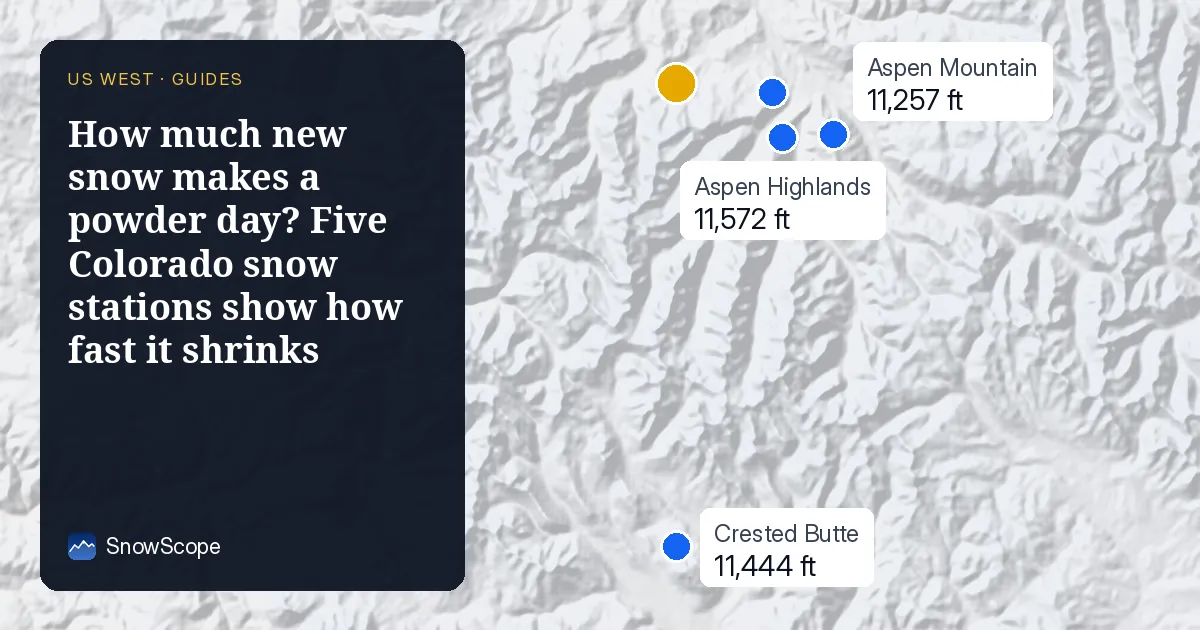 US WEST · GUIDES
How much new
snow makes a
powder day? Five
Colorado snow
stations show how
fast it shrinks
SnowScope
Aspen Mountain
11,257 ft
Aspen Highlands
11,572 ft
Crested Butte
11,444 ft